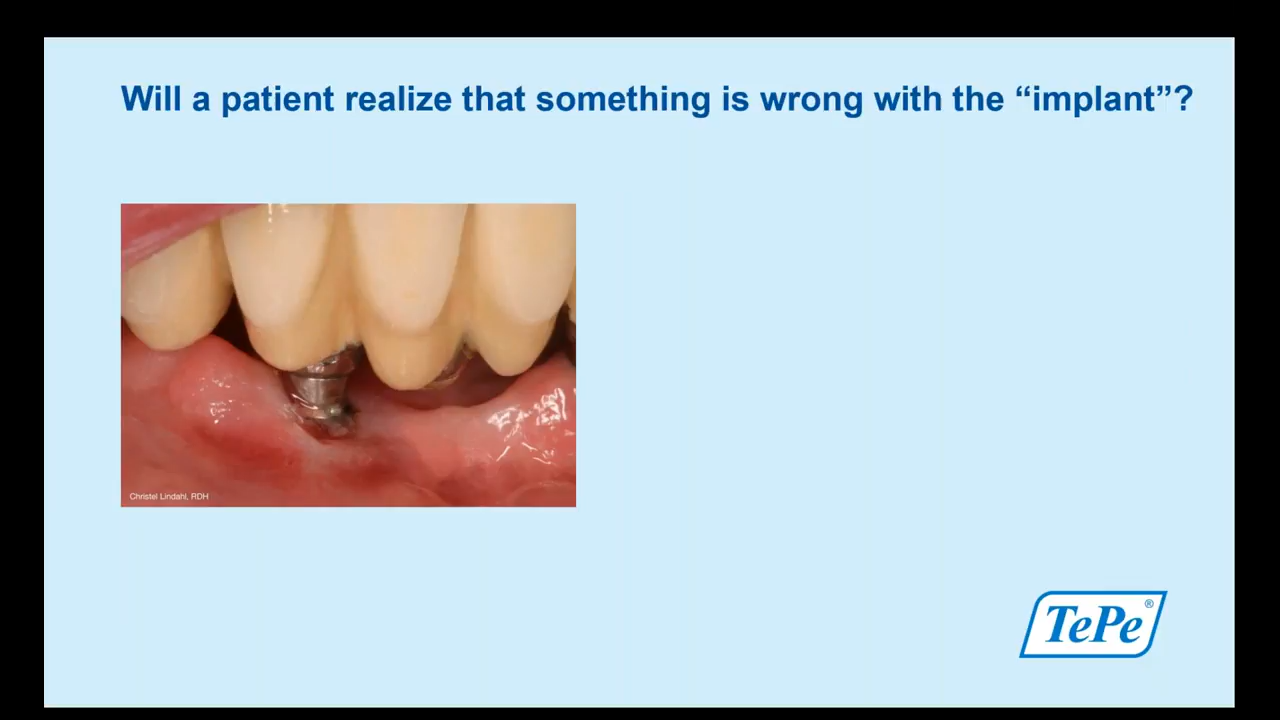 Will a patient realize that something is wrong with the “implant”?
Christel Lindahl, RDH
TePe®